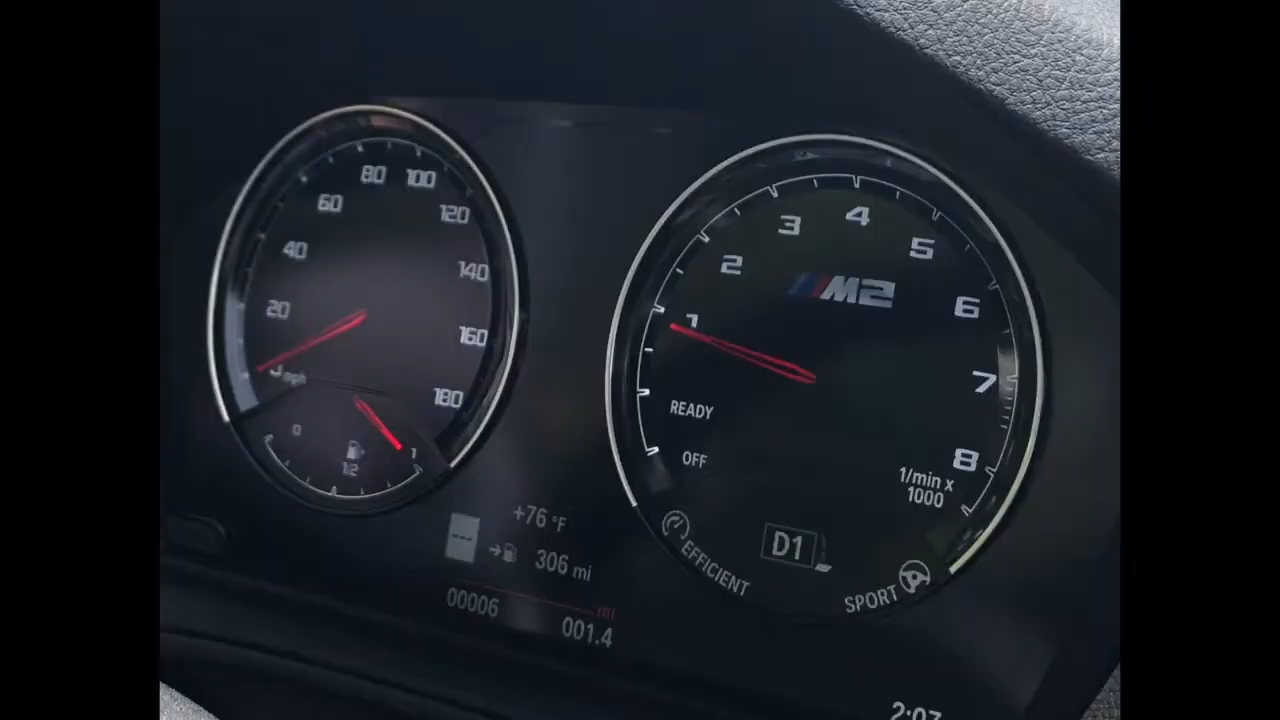 80 100
60 120
40
140
20
160
mph
180
0
1
1/2
4
3
5
2
M2
6
1
7
READY
OFF
8
1/min x
1000
+76 °F
---
306 mi
D1
EFFICIENT
SPORT
00006
mi
001.4
2:07